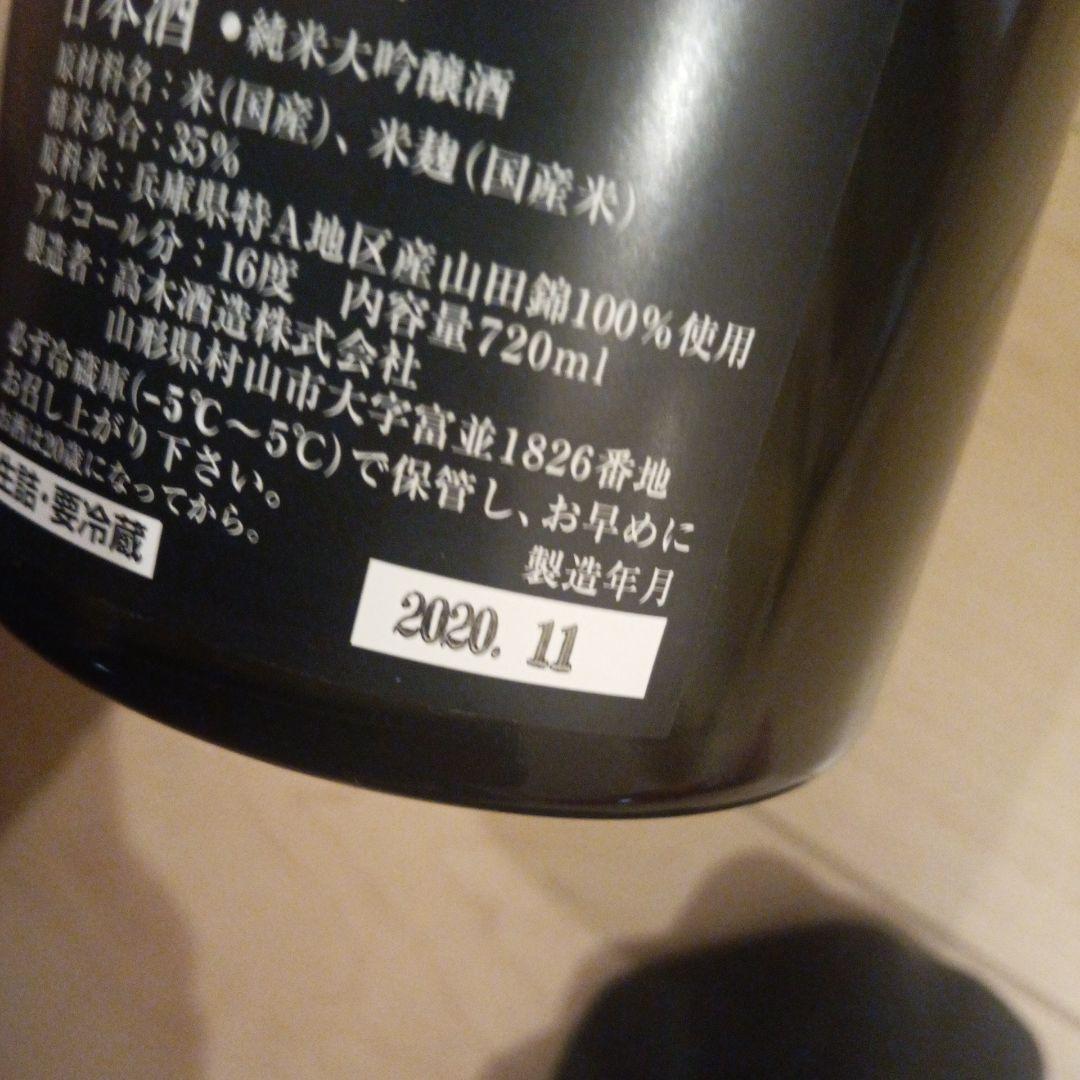 日本酒 ●純米大吟醸酒
原材料名：米(国産)、米麹(国産米)
精米歩合：35%
原料米：兵庫県特A地区産山田錦100%使用
アルコール分：16度　内容量720ml
製造者：高木酒造株式会社
山形県村山市大字富並1826番地
必ず冷蔵庫(-5℃～5℃)で保管し、お早めに
お召し上がり下さい。
お酒は20歳になってから。
製造年月
生詰・要冷蔵
2020. 11